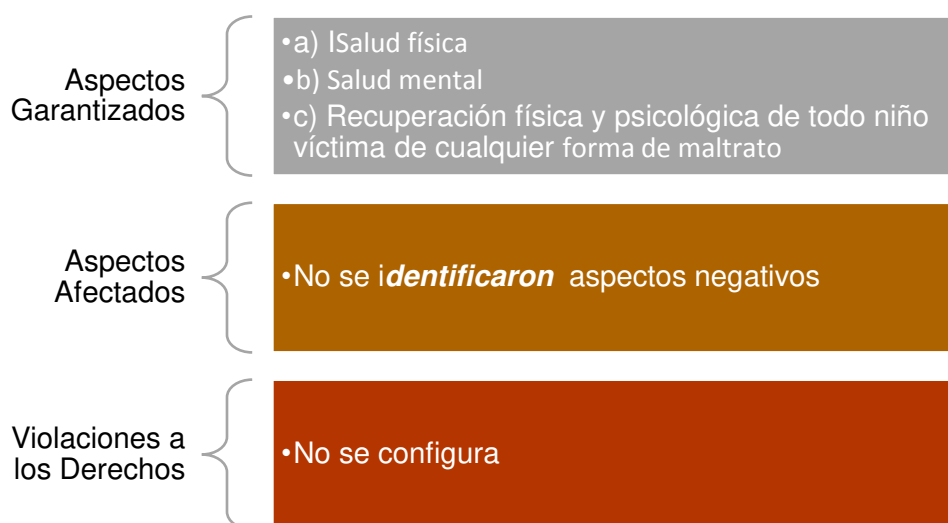 Aspectos
Garantizados
•a) lSalud física
•b) Salud mental
•c) Recuperación física y psicológica de todo niño
víctima de cualquier forma de maltrato
Aspectos
Afectados
•No se identificaron aspectos negativos
Violaciones a
los Derechos
•No se configura